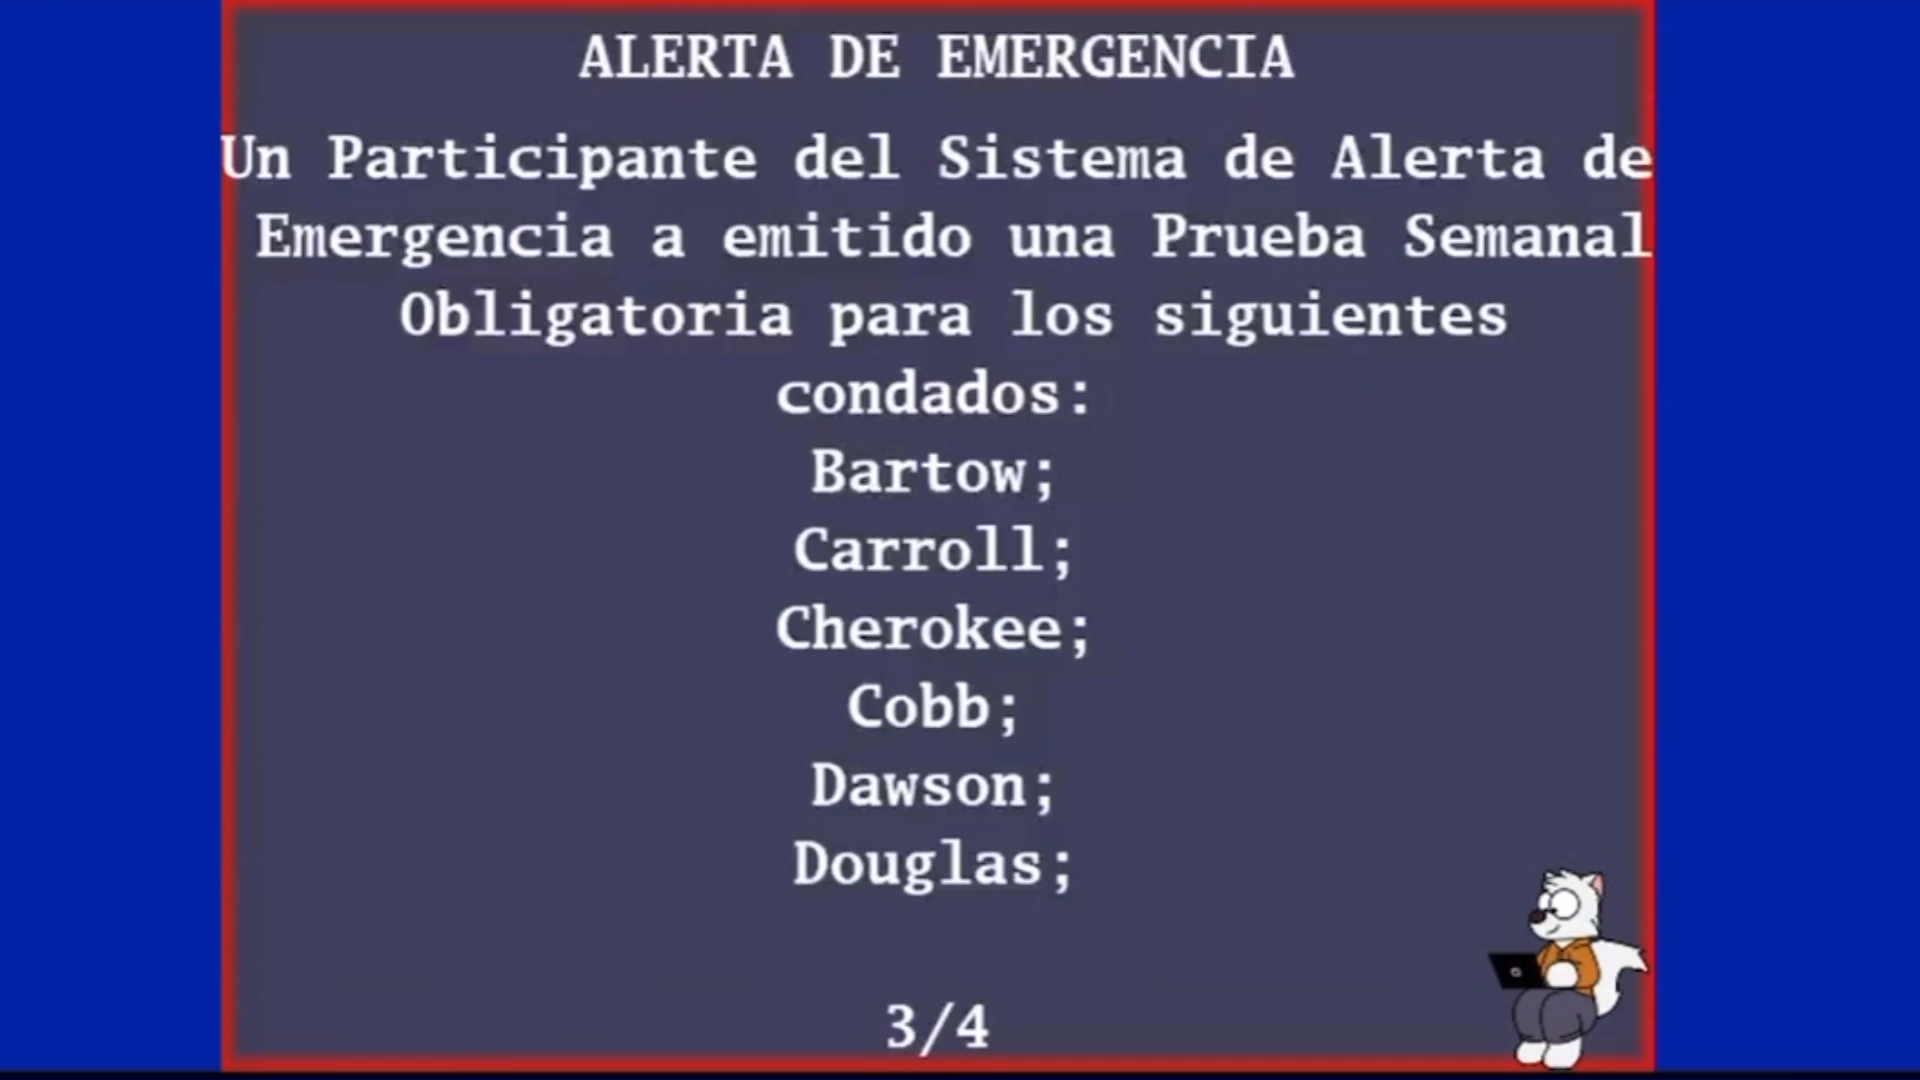 ALERTA DE EMERGENCIA
Un Participante del Sistema de Alerta de
Emergencia a emitido una Prueba Semanal
Obligatoria para los siguientes
condados:
Bartow;
Carroll;
Cherokee;
Cobb;
Dawson;
Douglas;
3/4